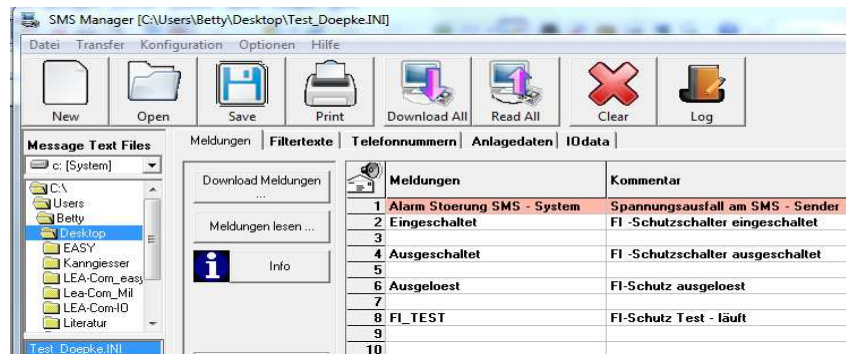 SMS Manager [C:\Users\Betty\Desktop\Test_Doepke.INI]
Datei Transfer Konfiguration Optionen Hilfe
New Open Save Print Download All Read All Clear Log
Message Text Files
c: [System]
C:\
Users
Betty
Desktop
EASY
Kanngiesser
LEA-Com_easy
Lea-Com_Mil
LEA-Com-IO
Literatur
Test_Doepke.INI
Meldungen Filtertexte Telefonnummern Anlagedaten IOdata
Download Meldungen
...
Meldungen lesen ...
i Info
Meldungen Kommentar
1 Alarm Stoerung SMS - System Spannungsausfall am SMS - Sender
2 Eingeschaltet FI -Schutzschalter eingeschaltet
3
4 Ausgeschaltet FI -Schutzschalter ausgeschaltet
5
6 Ausgeloest FI-Schutz ausgeloest
7
8 FI_TEST FI-Schutz Test - läuft
9
10